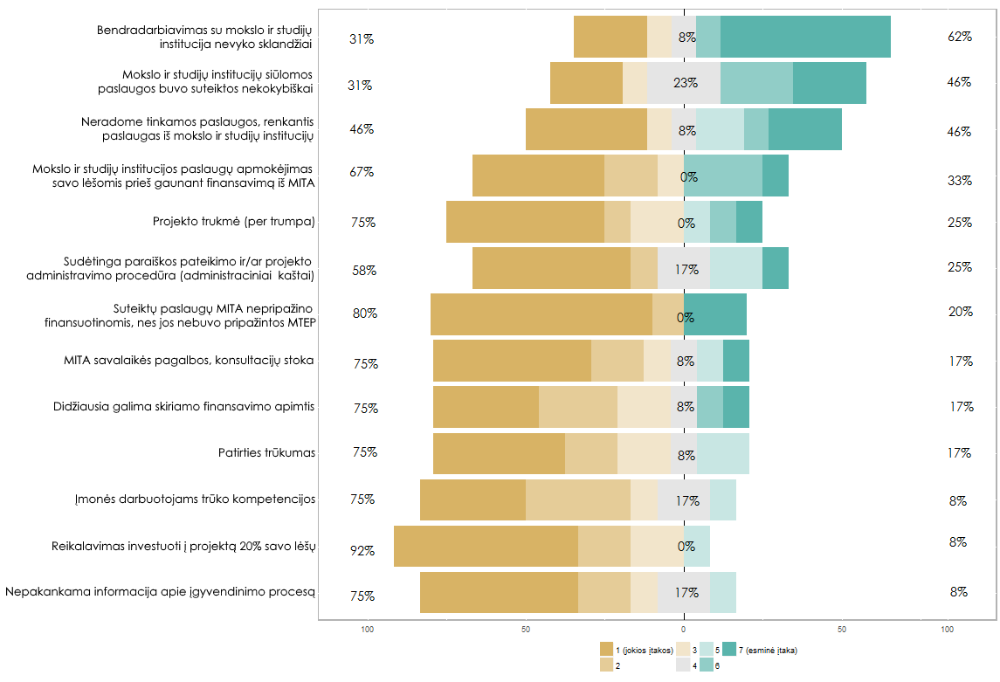 Bendradarbiavimas su mokslo ir studijų
institucija nevyko sklandžiai
31%
8%
62%
Mokslo ir studijų institucijų siūlomos
paslaugos buvo suteiktos nekokybiškai
31%
23%
46%
Neradome tinkamos paslaugos, renkantis
paslaugas iš mokslo ir studijų institucijų
46%
8%
46%
Mokslo ir studijų institucijos paslaugų apmokėjimas
savo lėšomis prieš gaunant finansavimą iš MITA
67%
0%
33%
Projekto trukmė (per trumpa)
75%
0%
25%
Sudėtinga paraiškos pateikimo ir/ar projekto
administravimo procedūra (administraciniai kaštai)
58%
17%
25%
Suteiktų paslaugų MITA nepripažino
finansuotinomis, nes jos nebuvo pripažintos MTEP
80%
0%
20%
MITA savalaikės pagalbos, konsultacijų stoka
75%
8%
17%
Didžiausia galima skiriamo finansavimo apimtis
75%
8%
17%
Patirties trūkumas
75%
8%
17%
Įmonės darbuotojams trūko kompetencijos
75%
17%
8%
Reikalavimas investuoti į projektą 20% savo lėšų
92%
0%
8%
Nepakankama informacija apie įgyvendinimo procesą
75%
17%
8%
100 50 0 50 100
1 (jokios įtakos) 3 5 7 (esminė įtaka)
2 4 6